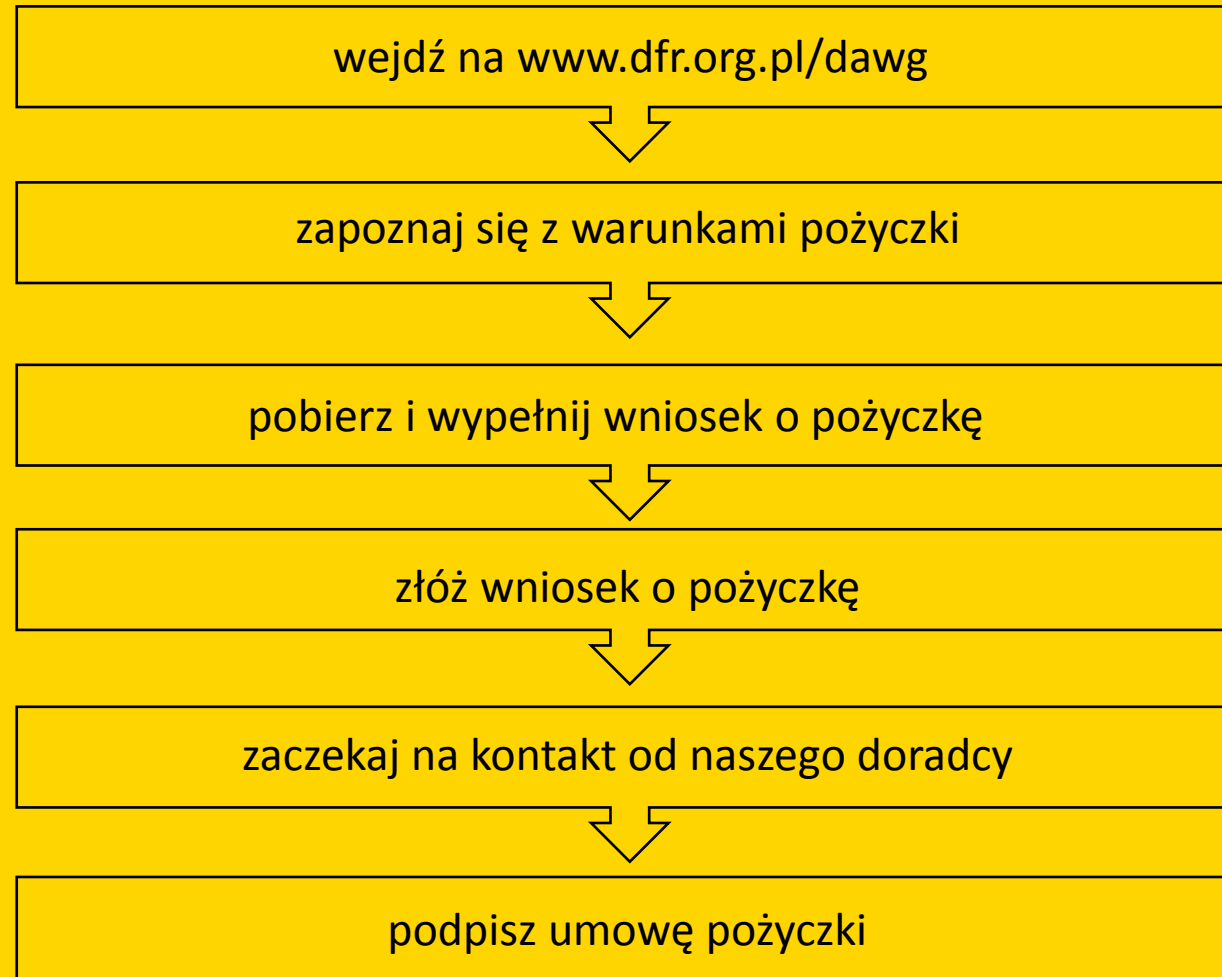 wejdź na www.dfr.org.pl/dawg
zapoznaj się z warunkami pożyczki
pobierz i wypełnij wniosek o pożyczkę
złóż wniosek o pożyczkę
zaczekaj na kontakt od naszego doradcy
podpisz umowę pożyczki